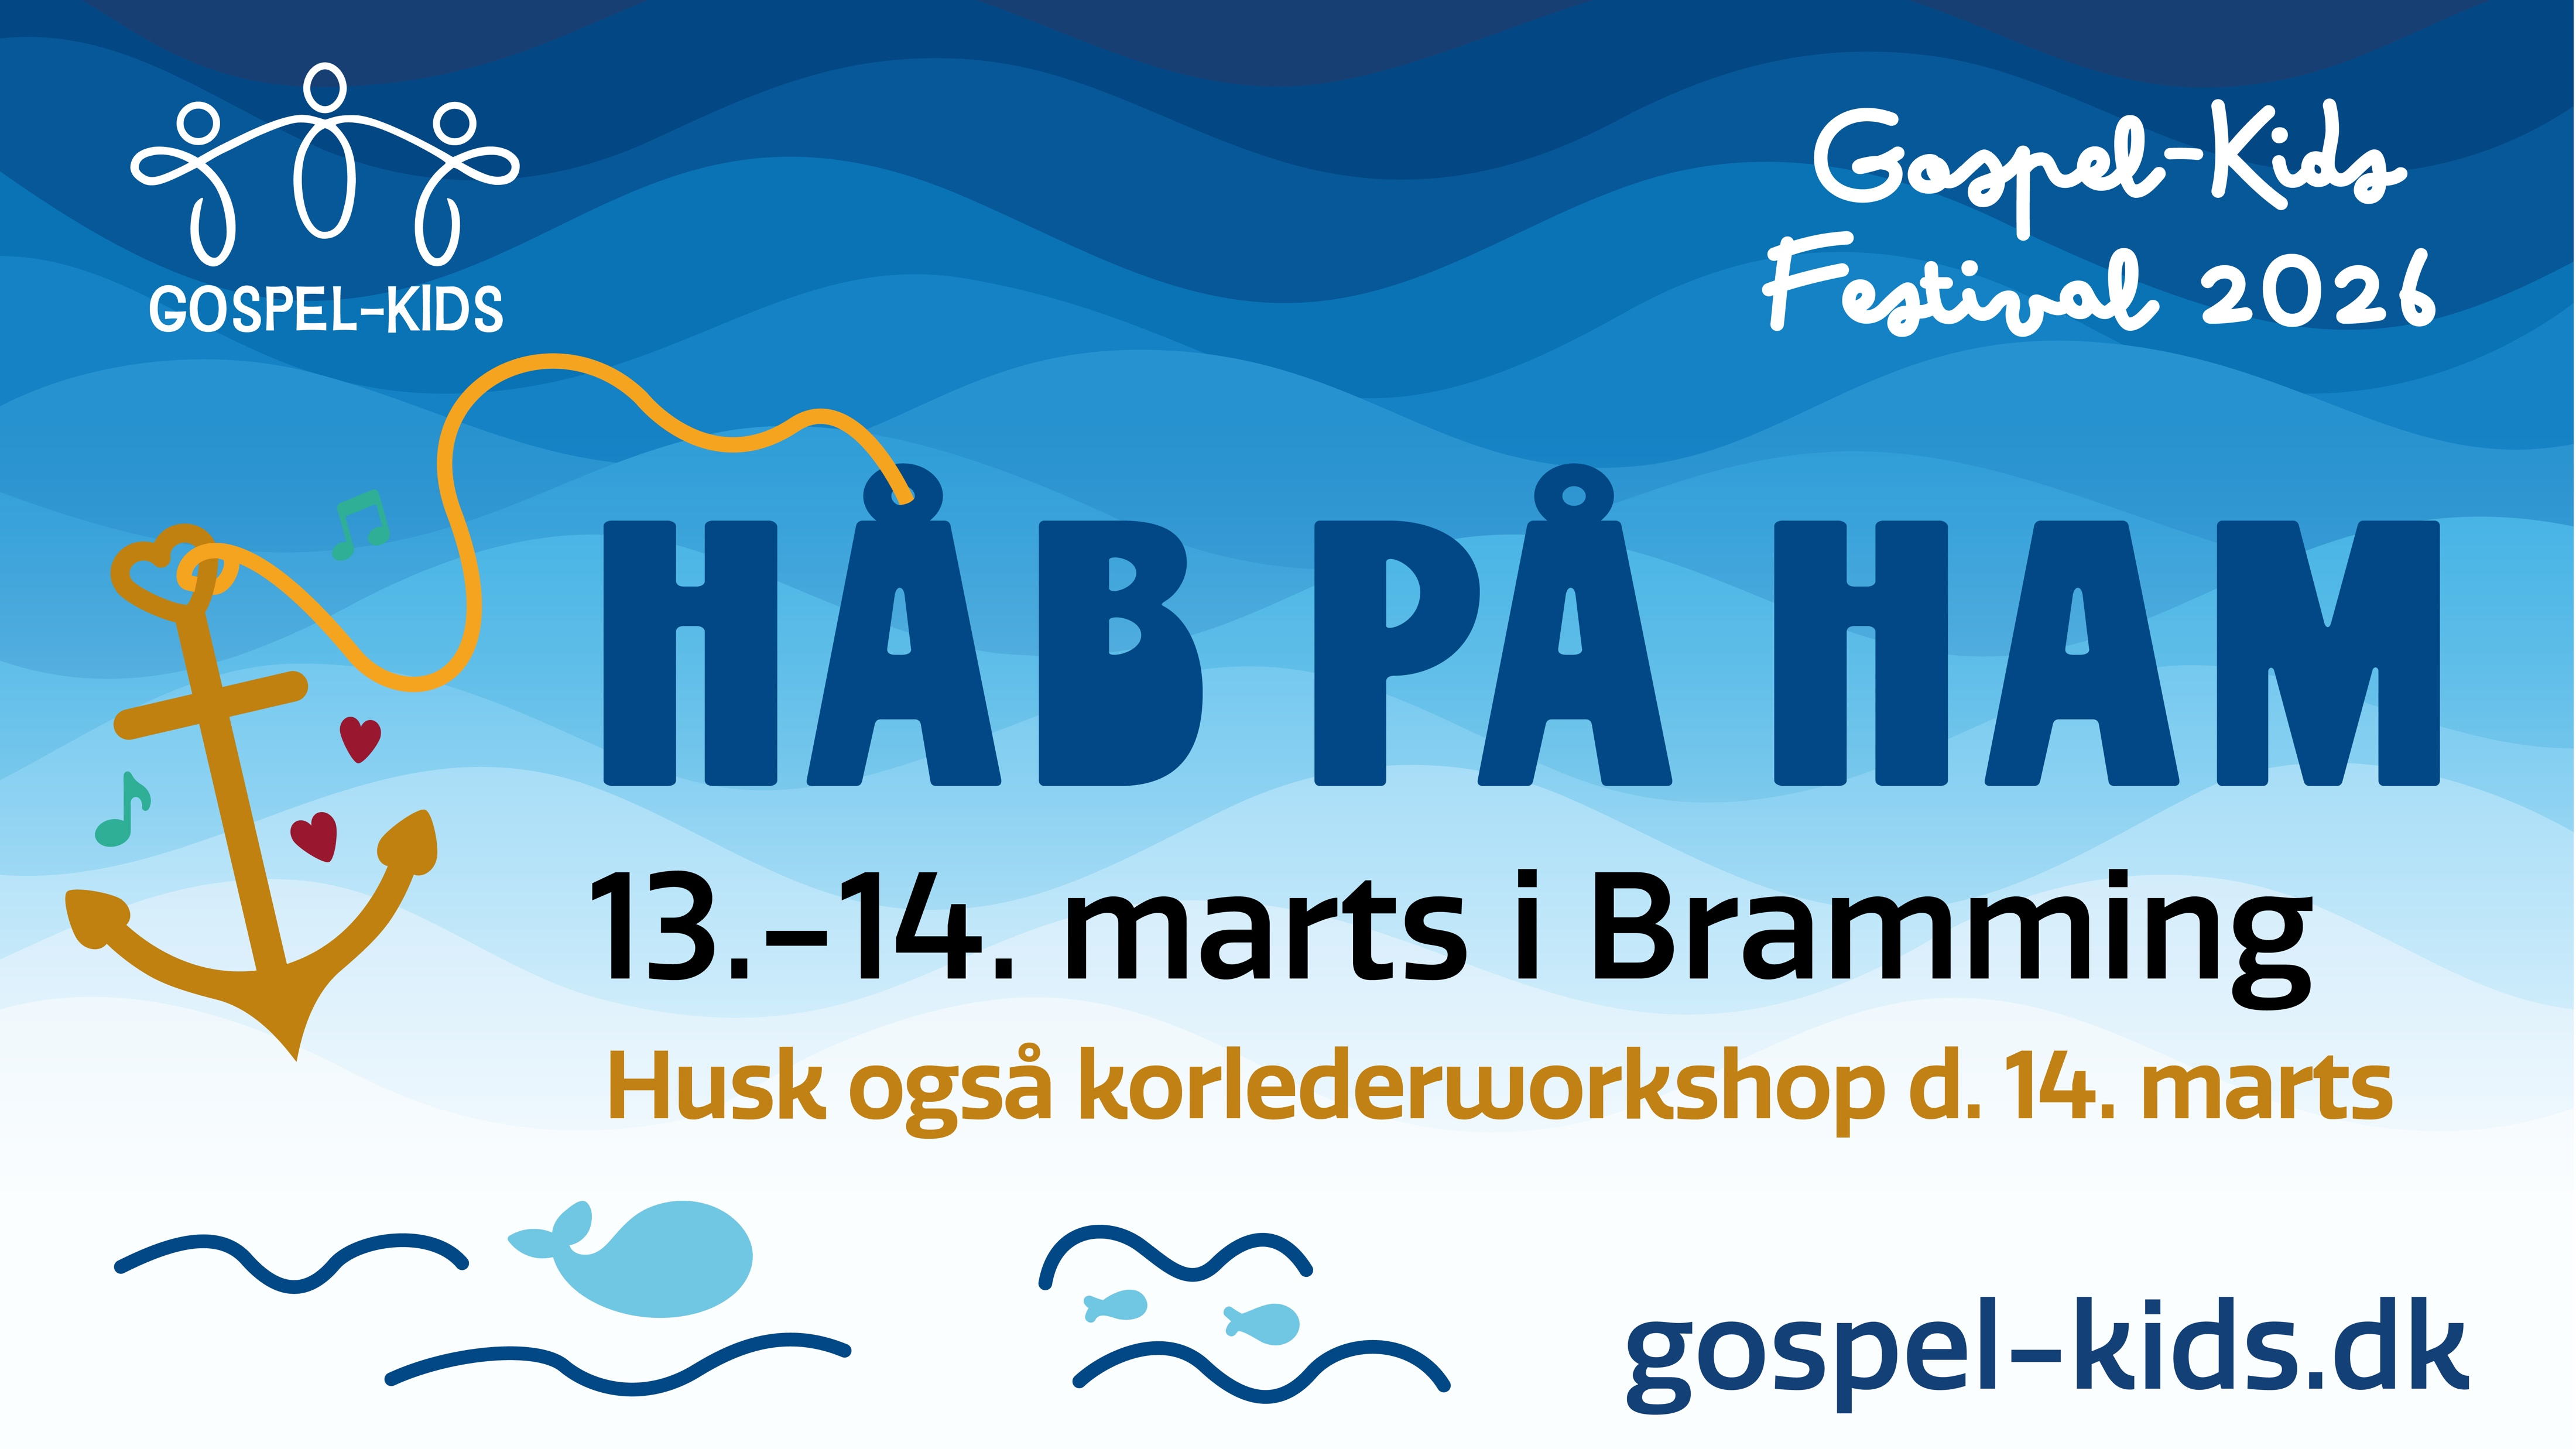 GOSPEL-KIDS
Gospel-Kids
Festival 2026
HÅB PÅ HAM
13.-14. marts i Bramming
Husk også korlederworkshop d. 14. marts
gospel-kids.dk